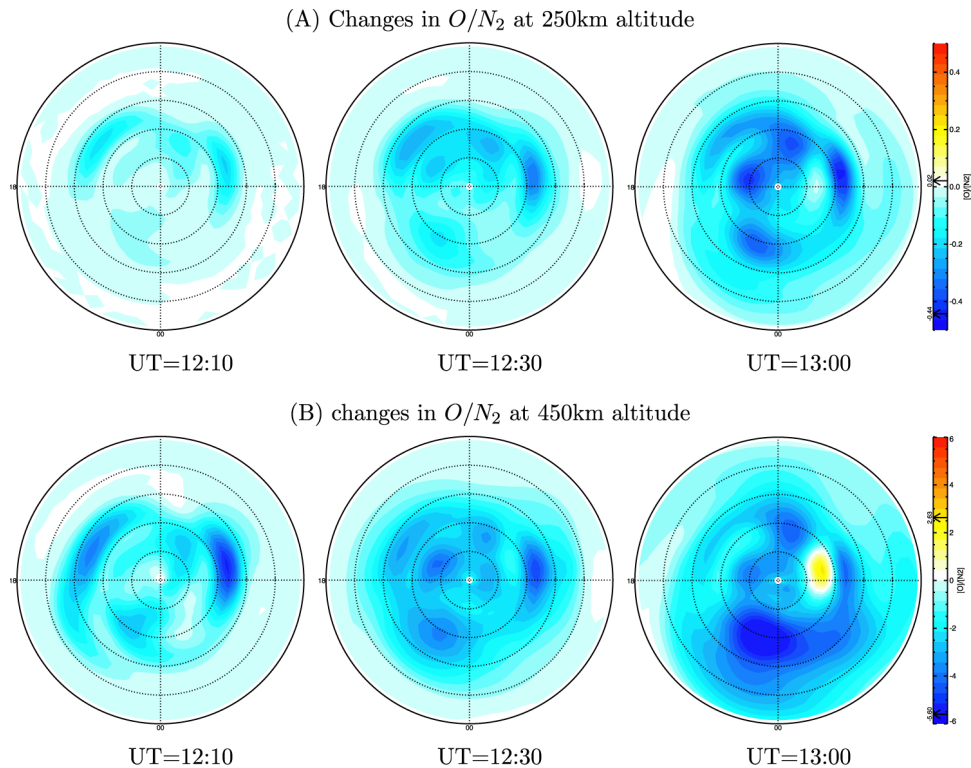 (A) Changes in O/N₂ at 250km altitude
0.4
0.2
0.02
0.0
-0.2
-0.4
-0.44
[O]/[N2]
18
00
00
00
18
18
UT=12:10
UT=12:30
UT=13:00
(B) changes in O/N₂ at 450km altitude
6
4
2.63
2
0
-2
-4
-5.60
-6
[O]/[N2]
18
18
18
00
00
00
UT=12:10
UT=12:30
UT=13:00